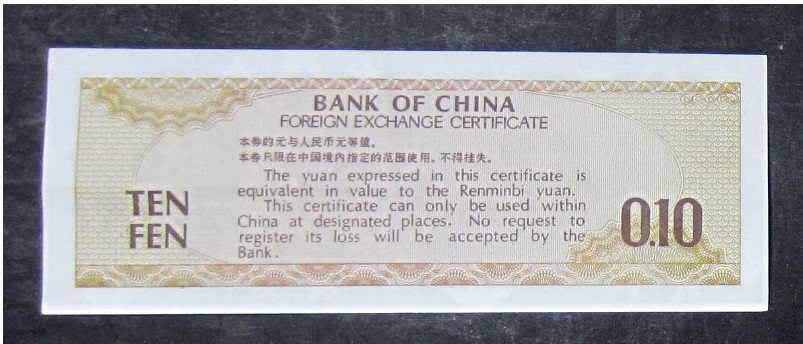 BANK OF CHINA
FOREIGN EXCHANGE CERTIFICATE
本券的元与人民币元等值。
本券只限在中国境内指定的范围使用。不得挂失。
The yuan expressed in this certificate is
equivalent in value to the Renminbi yuan.
This certificate can only be used within
China at designated places. No request to
register its loss will be accepted by the
Bank.
TEN
FEN
0.10